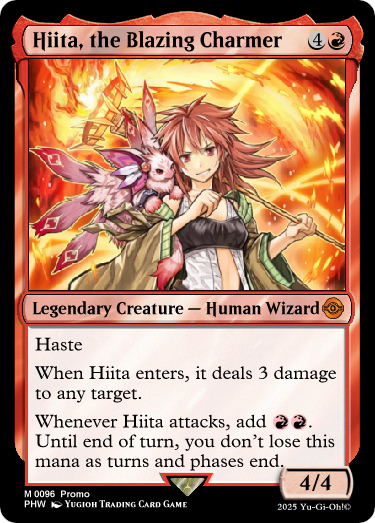 Hiita, the Blazing Charmer 4
Legendary Creature — Human Wizard
Haste
When Hiita enters, it deals 3 damage
to any target.
Whenever Hiita attacks, add
Until end of turn, you don't lose this
mana as turns and phases end.
4/4
M 0096 Promo
PHW Yugioh Trading Card Game
2025 Yu-Gi-Oh!©